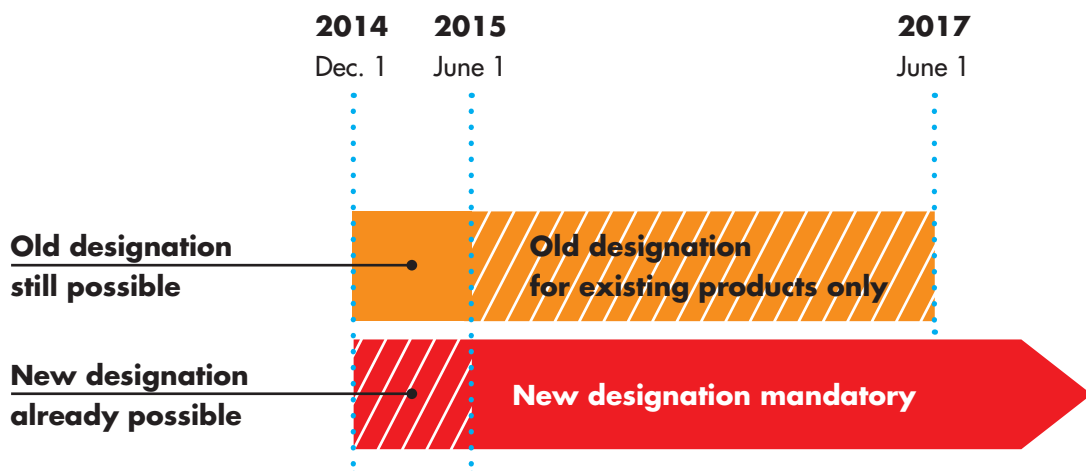 2014 2015 2017
Dec. 1 June 1 June 1
Old designation
still possible
Old designation
for existing products only
New designation
already possible
New designation mandatory